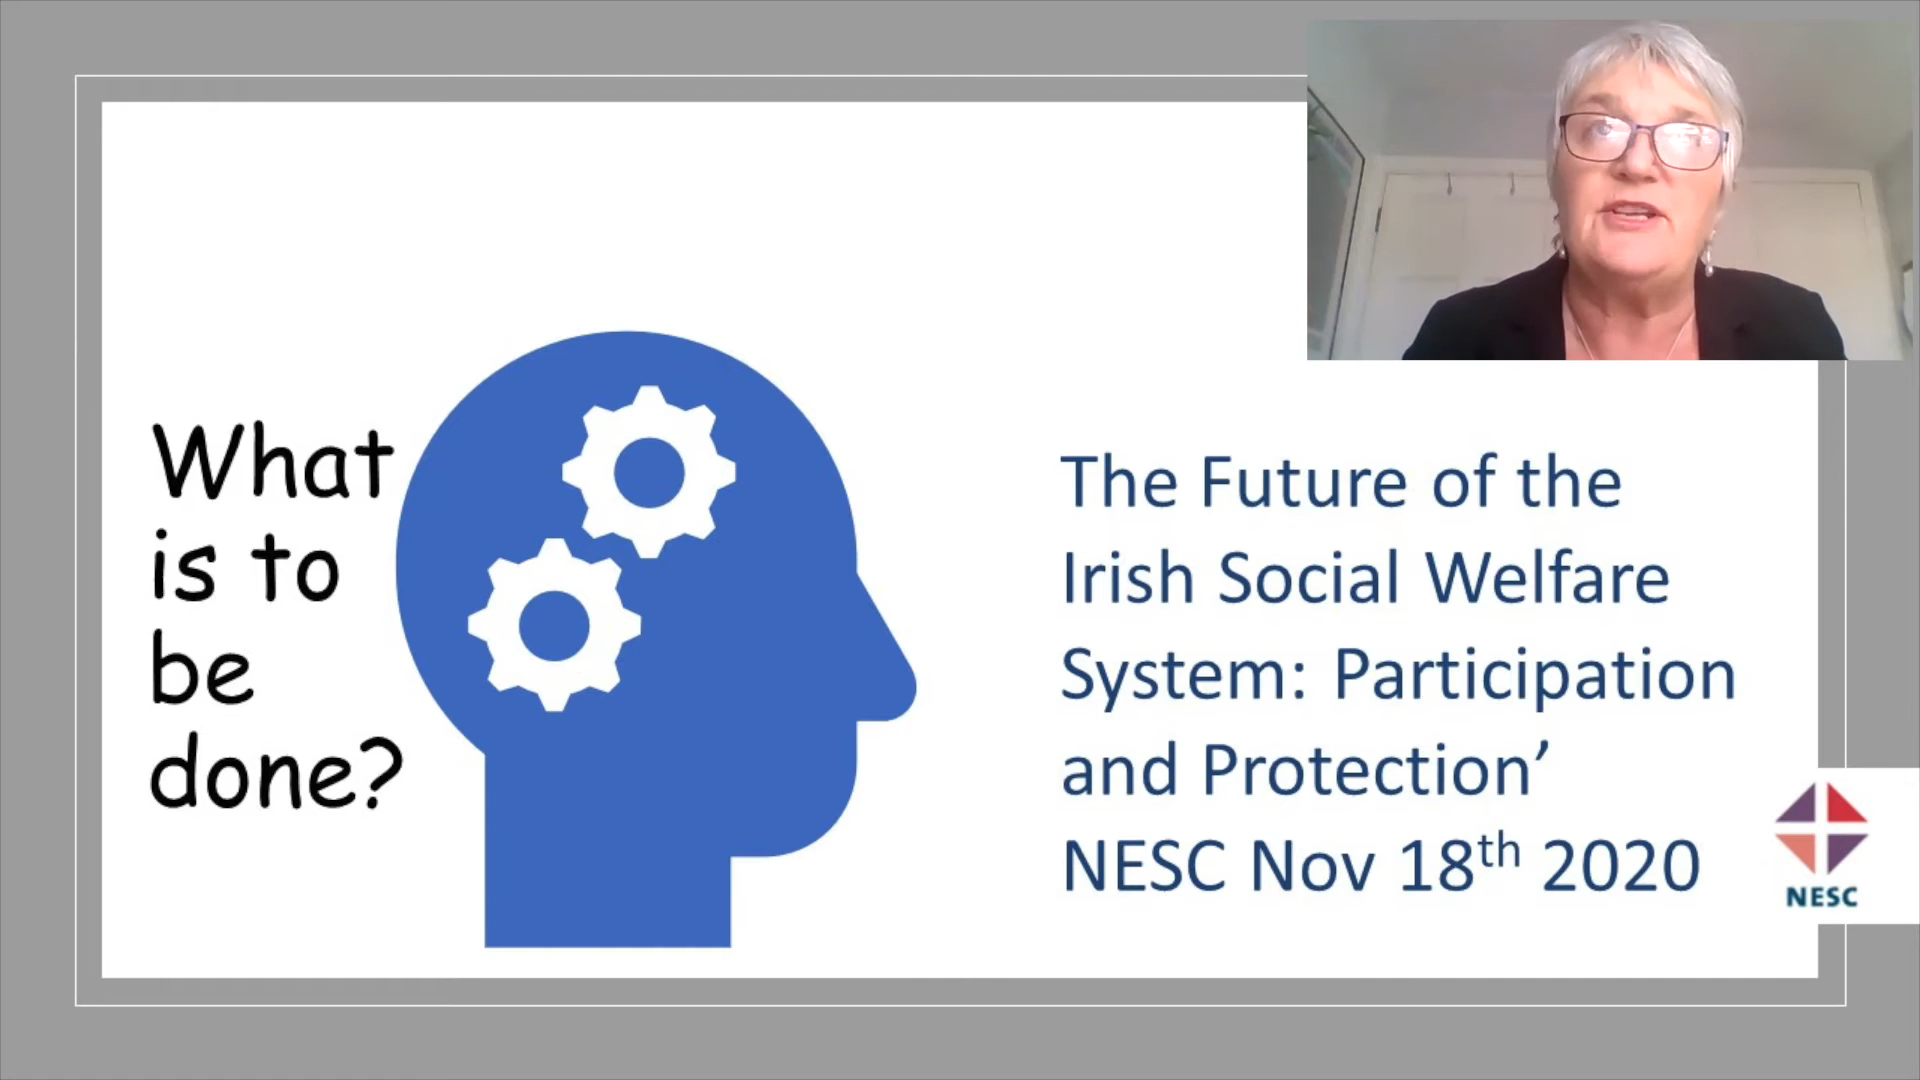 What
is to
be
done?
The Future of the
Irish Social Welfare
System: Participation
and Protection’
NESC Nov 18th 2020
NESC